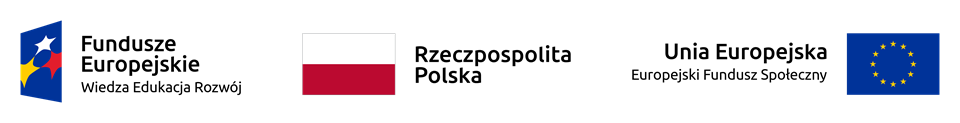 Fundusze
Europejskie
Wiedza Edukacja Rozwój
Rzeczpospolita
Polska
Unia Europejska
Europejski Fundusz Społeczny